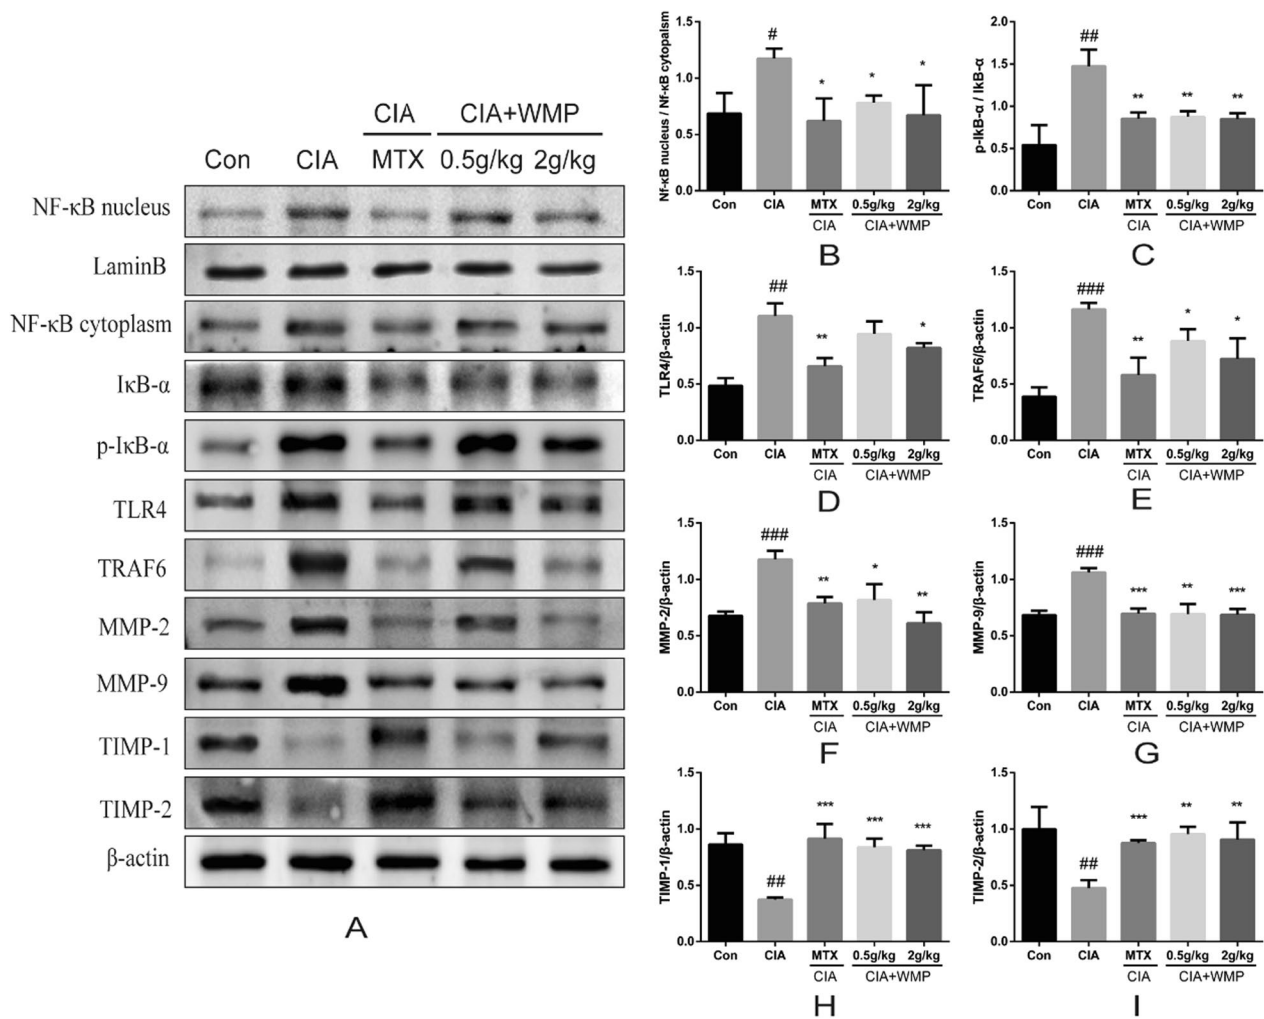 CIA CIA+WMP
Con CIA MTX 0.5g/kg 2g/kg
NF-κB nucleus
LaminB
NF-κB cytoplasm
IκB-α
p-IκB-α
TLR4
TRAF6
MMP-2
MMP-9
TIMP-1
TIMP-2
β-actin
A
Nf-κB nucleus / Nf-κB cytopalsm
1.5
1.0
0.5
0.0
# * * *
Con CIA MTX 0.5g/kg 2g/kg
CIA CIA+WMP
B
p-IkB-α / IkB-α
2.0
1.5
1.0
0.5
0.0
## ** ** **
Con CIA MTX 0.5g/kg 2g/kg
CIA CIA+WMP
C
TLR4/β-actin
1.5
1.0
0.5
0.0
## ** *
Con CIA MTX 0.5g/kg 2g/kg
CIA CIA+WMP
D
TRAF6/β-actin
1.5
1.0
0.5
0.0
### ** * *
Con CIA MTX 0.5g/kg 2g/kg
CIA CIA+WMP
E
MMP-2/β-actin
1.5
1.0
0.5
0.0
### ** * **
Con CIA MTX 0.5g/kg 2g/kg
CIA CIA+WMP
F
MMP-9/β-actin
1.5
1.0
0.5
0.0
### *** ** ***
Con CIA MTX 0.5g/kg 2g/kg
CIA CIA+WMP
G
TIMP-1/β-actin
1.5
1.0
0.5
0.0
## *** *** ***
Con CIA MTX 0.5g/kg 2g/kg
CIA CIA+WMP
H
TIMP-2/β-actin
1.5
1.0
0.5
0.0
## *** ** **
Con CIA MTX 0.5g/kg 2g/kg
CIA CIA+WMP
I